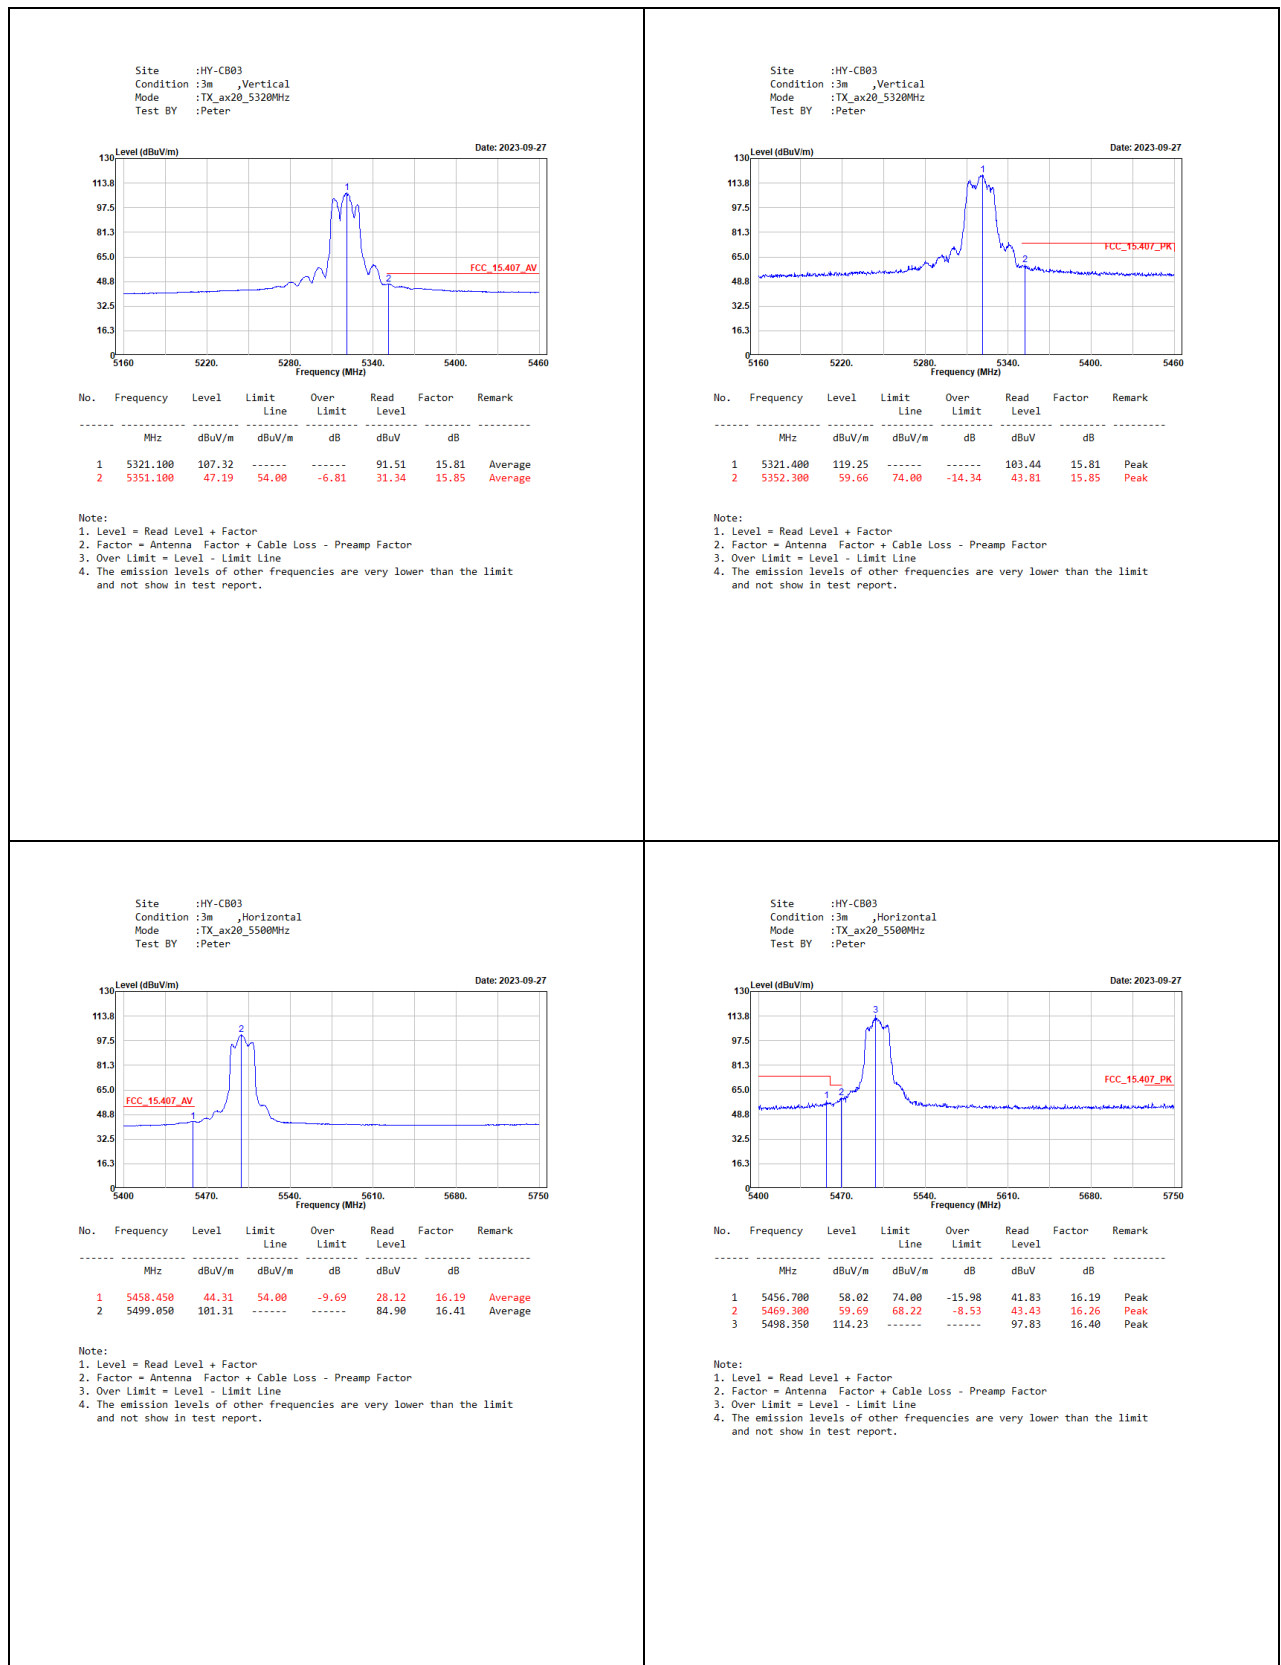 Site :HY-CB03
Condition :3m ,Vertical
Mode :TX_ax20_5320MHz
Test BY :Peter
Level (dBuV/m) Date: 2023-09-27
130
113.8
97.5
81.3
65.0
48.8
32.5
16.3
0
1
2
FCC_15.407_AV
5160 5220. 5280. 5340. 5400. 5460
Frequency (MHz)
No. Frequency Level Limit Over Read Factor Remark
Line Limit Level
------ ----------- -------- -------- --------- -------- -------- ---------
MHz dBuV/m dBuV/m dB dBuV dB
1 5321.100 107.32 ------ ------ 91.51 15.81 Average
2 5351.100 47.19 54.00 -6.81 31.34 15.85 Average
Note:
1. Level = Read Level + Factor
2. Factor = Antenna Factor + Cable Loss - Preamp Factor
3. Over Limit = Level - Limit Line
4. The emission levels of other frequencies are very lower than the limit
and not show in test report.
Site :HY-CB03
Condition :3m ,Vertical
Mode :TX_ax20_5320MHz
Test BY :Peter
Level (dBuV/m) Date: 2023-09-27
130
113.8
97.5
81.3
65.0
48.8
32.5
16.3
0
1
2
FCC_15.407_PK
5160 5220. 5280. 5340. 5400. 5460
Frequency (MHz)
No. Frequency Level Limit Over Read Factor Remark
Line Limit Level
------ ----------- -------- -------- --------- -------- -------- ---------
MHz dBuV/m dBuV/m dB dBuV dB
1 5321.400 119.25 ------ ------ 103.44 15.81 Peak
2 5352.300 59.66 74.00 -14.34 43.81 15.85 Peak
Note:
1. Level = Read Level + Factor
2. Factor = Antenna Factor + Cable Loss - Preamp Factor
3. Over Limit = Level - Limit Line
4. The emission levels of other frequencies are very lower than the limit
and not show in test report.
Site :HY-CB03
Condition :3m ,Horizontal
Mode :TX_ax20_5500MHz
Test BY :Peter
Level (dBuV/m) Date: 2023-09-27
130
113.8
97.5
81.3
65.0
48.8
32.5
16.3
0
2
FCC_15.407_AV
1
5400 5470. 5540. 5610. 5680. 5750
Frequency (MHz)
No. Frequency Level Limit Over Read Factor Remark
Line Limit Level
------ ----------- -------- -------- --------- -------- -------- ---------
MHz dBuV/m dBuV/m dB dBuV dB
1 5458.450 44.31 54.00 -9.69 28.12 16.19 Average
2 5499.050 101.31 ------ ------ 84.90 16.41 Average
Note:
1. Level = Read Level + Factor
2. Factor = Antenna Factor + Cable Loss - Preamp Factor
3. Over Limit = Level - Limit Line
4. The emission levels of other frequencies are very lower than the limit
and not show in test report.
Site :HY-CB03
Condition :3m ,Horizontal
Mode :TX_ax20_5500MHz
Test BY :Peter
Level (dBuV/m) Date: 2023-09-27
130
113.8
97.5
81.3
65.0
48.8
32.5
16.3
0
3
FCC_15.407_PK
1 2
5400 5470. 5540. 5610. 5680. 5750
Frequency (MHz)
No. Frequency Level Limit Over Read Factor Remark
Line Limit Level
------ ----------- -------- -------- --------- -------- -------- ---------
MHz dBuV/m dBuV/m dB dBuV dB
1 5456.700 58.02 74.00 -15.98 41.83 16.19 Peak
2 5469.300 59.69 68.22 -8.53 43.43 16.26 Peak
3 5498.350 114.23 ------ ------ 97.83 16.40 Peak
Note:
1. Level = Read Level + Factor
2. Factor = Antenna Factor + Cable Loss - Preamp Factor
3. Over Limit = Level - Limit Line
4. The emission levels of other frequencies are very lower than the limit
and not show in test report.